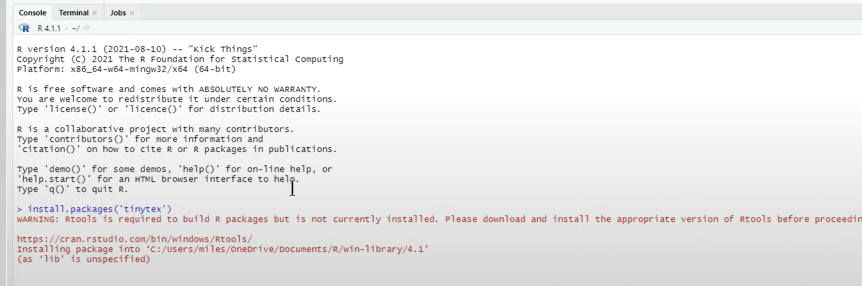 Console Terminal × Jobs ×
R 4.1.1 · ~/
R version 4.1.1 (2021-08-10) -- "Kick Things"
Copyright (C) 2021 The R Foundation for Statistical Computing
Platform: x86_64-w64-mingw32/x64 (64-bit)
R is free software and comes with ABSOLUTELY NO WARRANTY.
You are welcome to redistribute it under certain conditions.
Type 'license()' or 'licence()' for distribution details.
R is a collaborative project with many contributors.
Type 'contributors()' for more information and
'citation()' on how to cite R or R packages in publications.
Type 'demo()' for some demos, 'help()' for on-line help, or
'help.start()' for an HTML browser interface to help.
Type 'q()' to quit R.
> install.packages('tinytex')
WARNING: Rtools is required to build R packages but is not currently installed. Please download and install the appropriate version of Rtools before proceedin
https://cran.rstudio.com/bin/windows/Rtools/
Installing package into ‘C:/Users/miles/OneDrive/Documents/R/win-library/4.1’
(as ‘lib’ is unspecified)